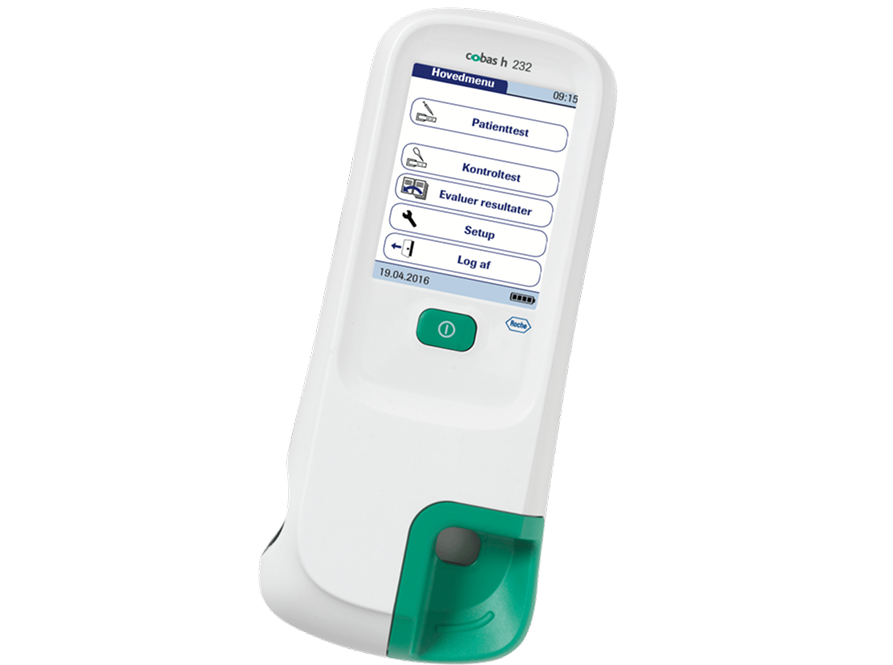 cobas h 232
Hovedmenu
09:15
Patienttest
Kontroltest
Evaluer resultater
Setup
Log af
19.04.2016
Roche